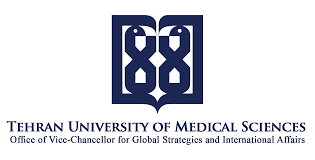 TEHRAN UNIVERSITY OF MEDICAL SCIENCES
Office of Vice-Chancellor for Global Strategies and International Affairs